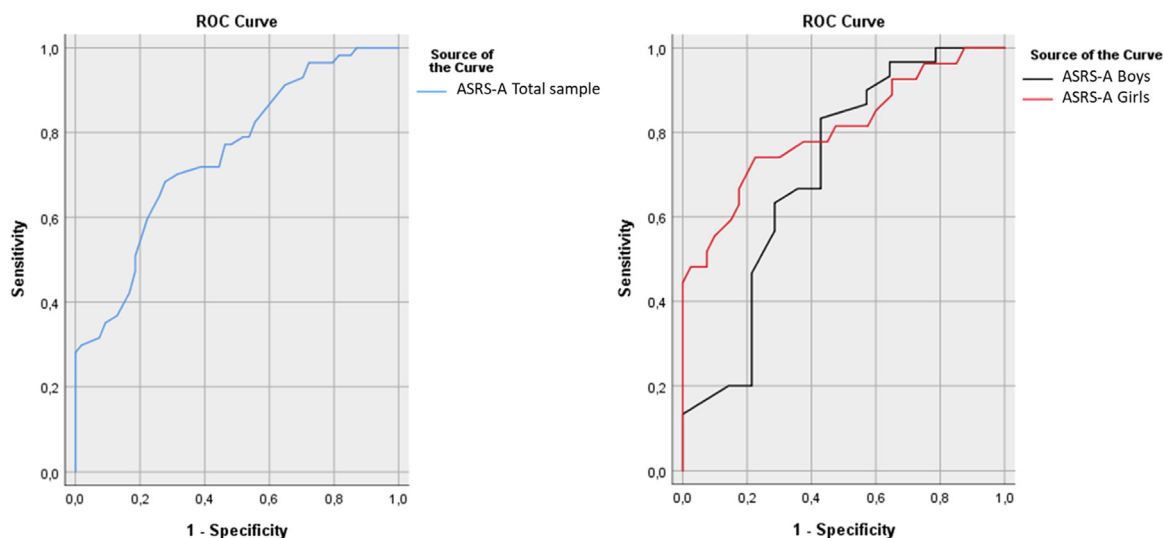 ROC Curve
Source of
the Curve
ASRS-A Total sample
Sensitivity
1,0
0,8
0,6
0,4
0,2
0,0
0,0 0,2 0,4 0,6 0,8 1,0
1 - Specificity
ROC Curve
Source of the Curve
ASRS-A Boys
ASRS-A Girls
Sensitivity
1,0
0,8
0,6
0,4
0,2
0,0
0,0 0,2 0,4 0,6 0,8 1,0
1 - Specificity